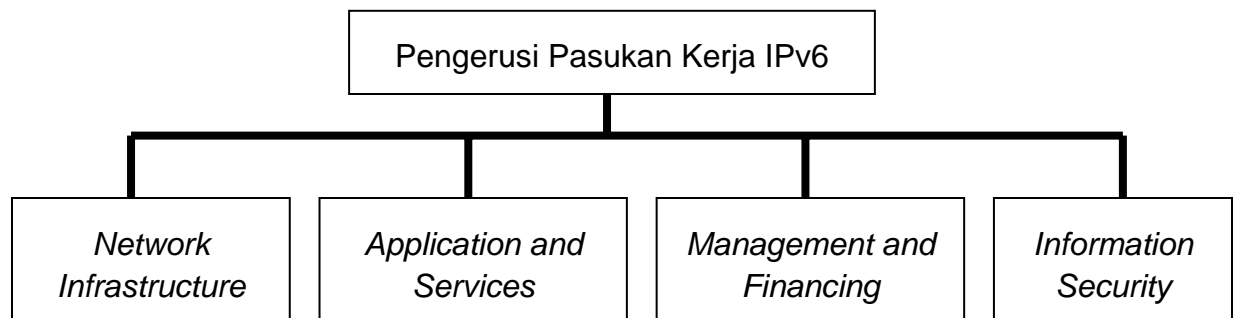 Pengerusi Pasukan Kerja IPv6
Network
Infrastructure
Application and
Services
Management and
Financing
Information
Security